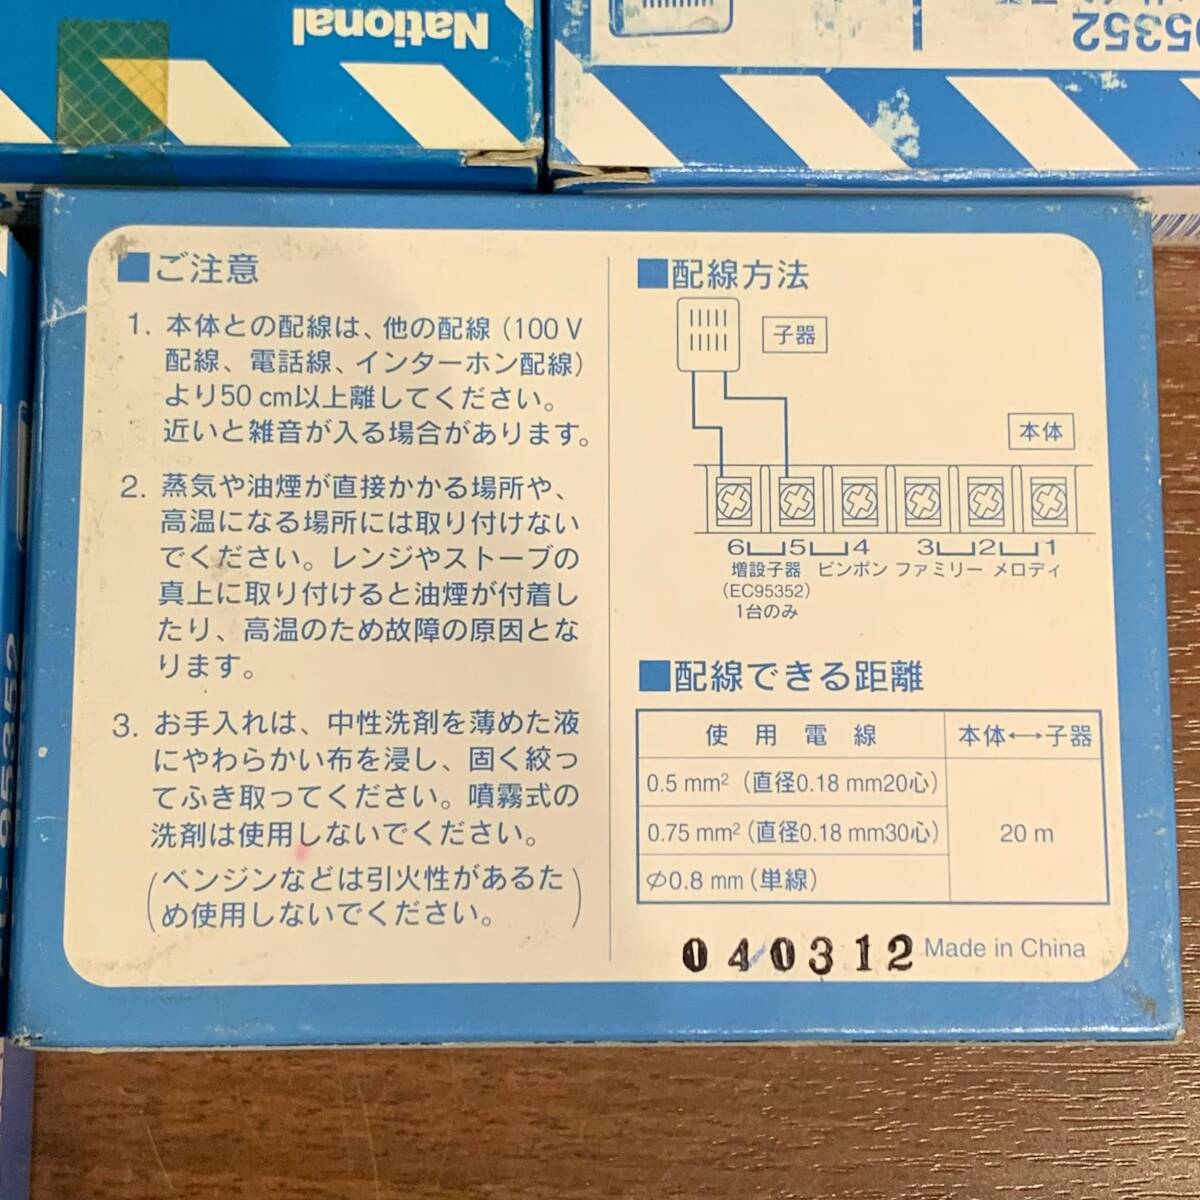 National
95352
■ご注意
1. 本体との配線は、他の配線(100 V
配線、電話線、インターホン配線)
より50 cm以上離してください。
近いと雑音が入る場合があります。
2. 蒸気や油煙が直接かかる場所や、
高温になる場所には取り付けない
でください。レンジやストーブの
真上に取り付けると油煙が付着し
たり、高温のため故障の原因とな
ります。
3. お手入れは、中性洗剤を薄めた液
にやわらかい布を浸し、固く絞っ
てふき取ってください。噴霧式の
洗剤は使用しないでください。
(ベンジンなどは引火性があるた
め使用しないでください。)
■配線方法
子器
本体
6 5 4 3 2 1
増設子器 ピンポン ファミリー メロディ
(EC95352)
1台のみ
■配線できる距離
使用電線 本体↔子器
0.5 mm² (直径0.18 mm20心)
0.75 mm² (直径0.18 mm30心) 20 m
φ0.8 mm (単線)
040312 Made in China
95352